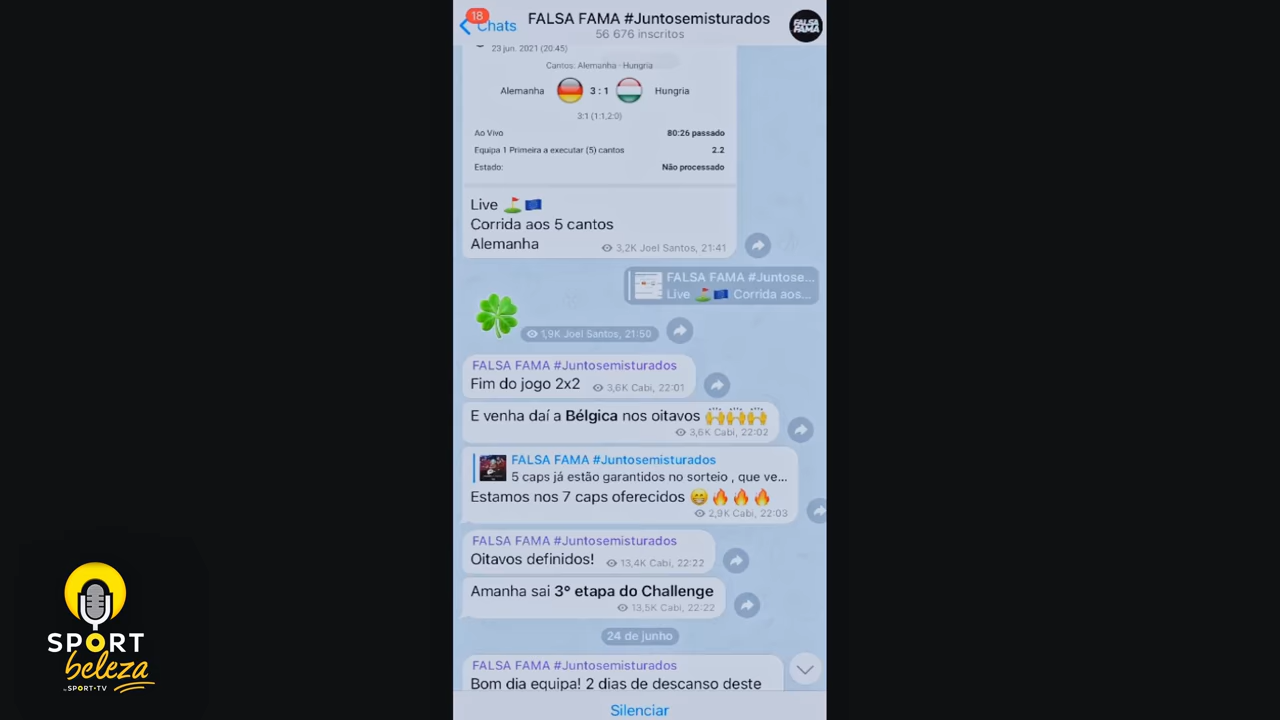 18
Chats
FALSA FAMA #Juntosemisturados
56 676 inscritos
FALSA FAMA
23 jun. 2021 (20:45)
Cantos: Alemanha - Hungria
Alemanha 3 : 1 Hungria
3:1 (1:1,2:0)
Ao Vivo 80:26 passado
Equipa 1 Primeira a executar (5) cantos 2.2
Estado: Não processado
Live ⛳🇪🇺
Corrida aos 5 cantos
Alemanha
3,2K Joel Santos, 21:41
FALSA FAMA #Juntose...
Live ⛳🇪🇺 Corrida aos...
🍀
1,9K Joel Santos, 21:50
FALSA FAMA #Juntosemisturados
Fim do jogo 2x2 3,6K Cabi, 22:01
E venha daí a Bélgica nos oitavos 🙌🙌🙌
3,6K Cabi, 22:02
FALSA FAMA #Juntosemisturados
5 caps já estão garantidos no sorteio , que ve...
Estamos nos 7 caps oferecidos 😁🔥🔥🔥
2,9K Cabi, 22:03
FALSA FAMA #Juntosemisturados
Oitavos definidos! 13,4K Cabi, 22:22
Amanha sai 3º etapa do Challenge
13,5K Cabi, 22:22
24 de junho
FALSA FAMA #Juntosemisturados
Bom dia equipa! 2 dias de descanso deste
Silenciar
SPORT
beleza
by SPORT•TV